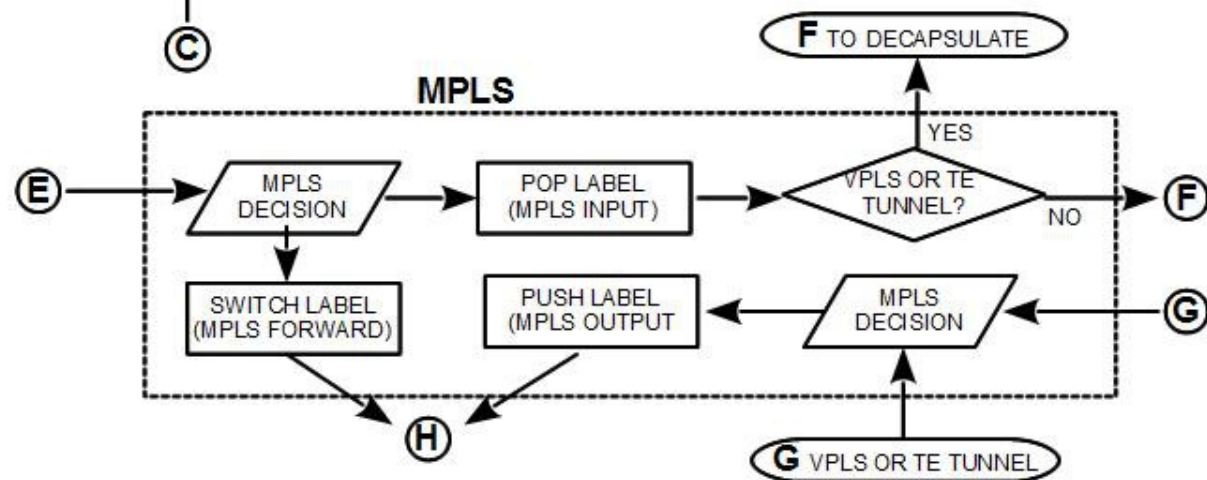 C
F TO DECAPSULATE
MPLS
YES
E
MPLS
DECISION
POP LABEL
(MPLS INPUT)
VPLS OR TE
TUNNEL?
NO
F
SWITCH LABEL
(MPLS FORWARD)
PUSH LABEL
(MPLS OUTPUT
MPLS
DECISION
G
H
G VPLS OR TE TUNNEL